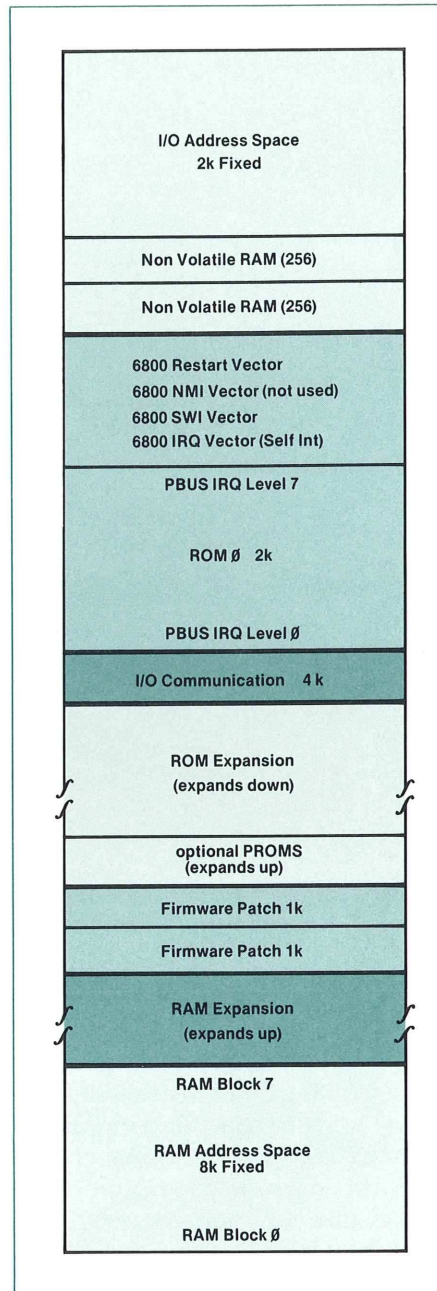 I/O Address Space
2k Fixed
Non Volatile RAM (256)
Non Volatile RAM (256)
6800 Restart Vector
6800 NMI Vector (not used)
6800 SWI Vector
6800 IRQ Vector (Self Int)
PBUS IRQ Level 7
ROM Ø 2k
PBUS IRQ Level Ø
I/O Communication 4 k
ROM Expansion
(expands down)
optional PROMS
(expands up)
Firmware Patch 1k
Firmware Patch 1k
RAM Expansion
(expands up)
RAM Block 7
RAM Address Space
8k Fixed
RAM Block Ø